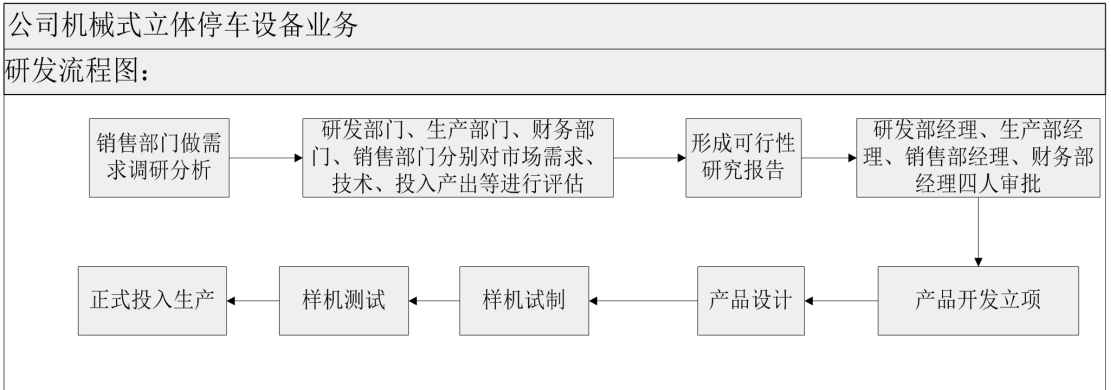 公司机械式立体停车设备业务
研发流程图：
销售部门做需
求调研分析
研发部门、生产部门、财务部
门、销售部门分别对市场需求、
技术、投入产出等进行评估
形成可行性
研究报告
研发部经理、生产部经
理、销售部经理、财务部
经理四人审批
产品开发立项
产品设计
样机试制
样机测试
正式投入生产